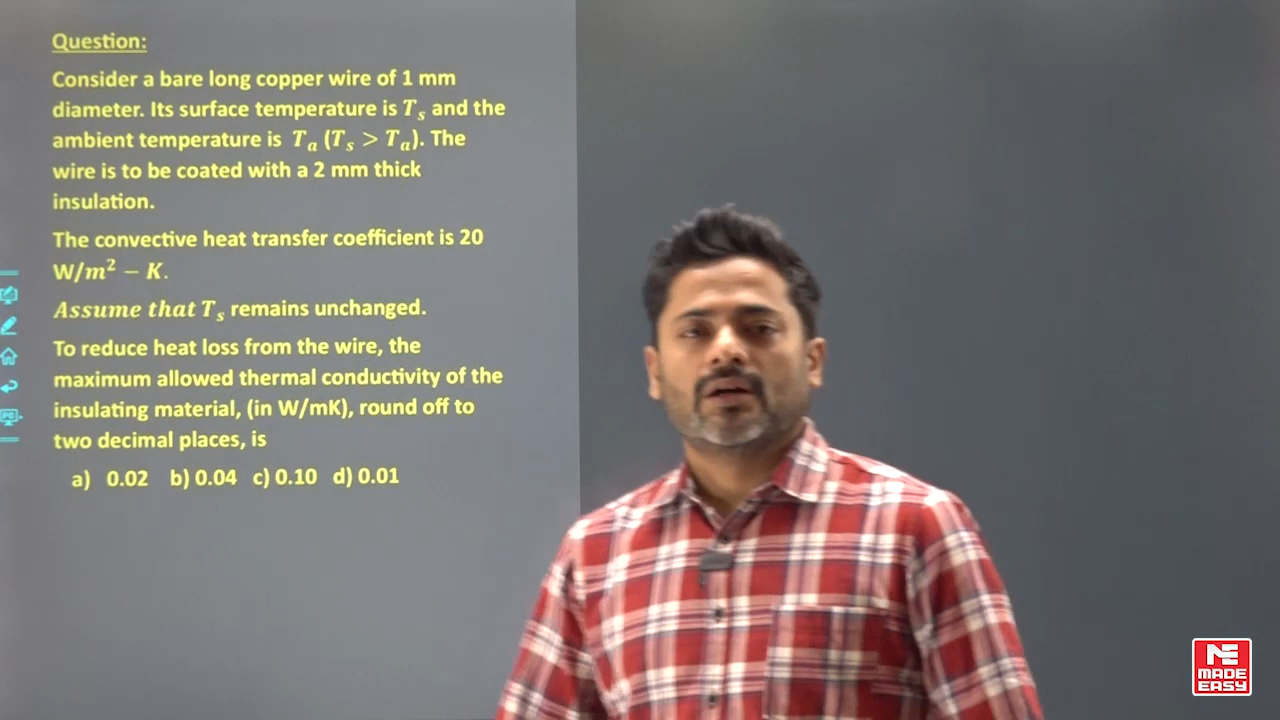 Question:
Consider a bare long copper wire of 1 mm
diameter. Its surface temperature is Tₛ and the
ambient temperature is Tₐ (Tₛ > Tₐ). The
wire is to be coated with a 2 mm thick
insulation.
The convective heat transfer coefficient is 20
W/m² − K.
Assume that Tₛ remains unchanged.
To reduce heat loss from the wire, the
maximum allowed thermal conductivity of the
insulating material, (in W/mK), round off to
two decimal places, is
a) 0.02 b) 0.04 c) 0.10 d) 0.01
ME
MADE
EASY